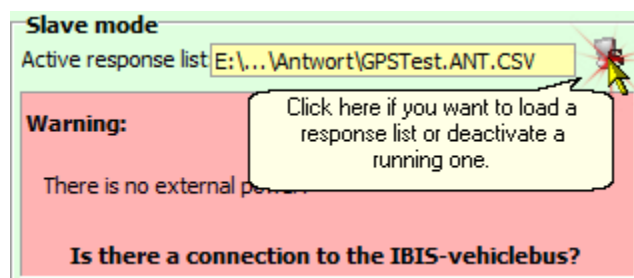 Slave mode
Active response list E:\...\Antwort\GPSTest.ANT.CSV
Click here if you want to load a
response list or deactivate a
running one.
Warning:
There is no external
Is there a connection to the IBIS-vehiclebus?